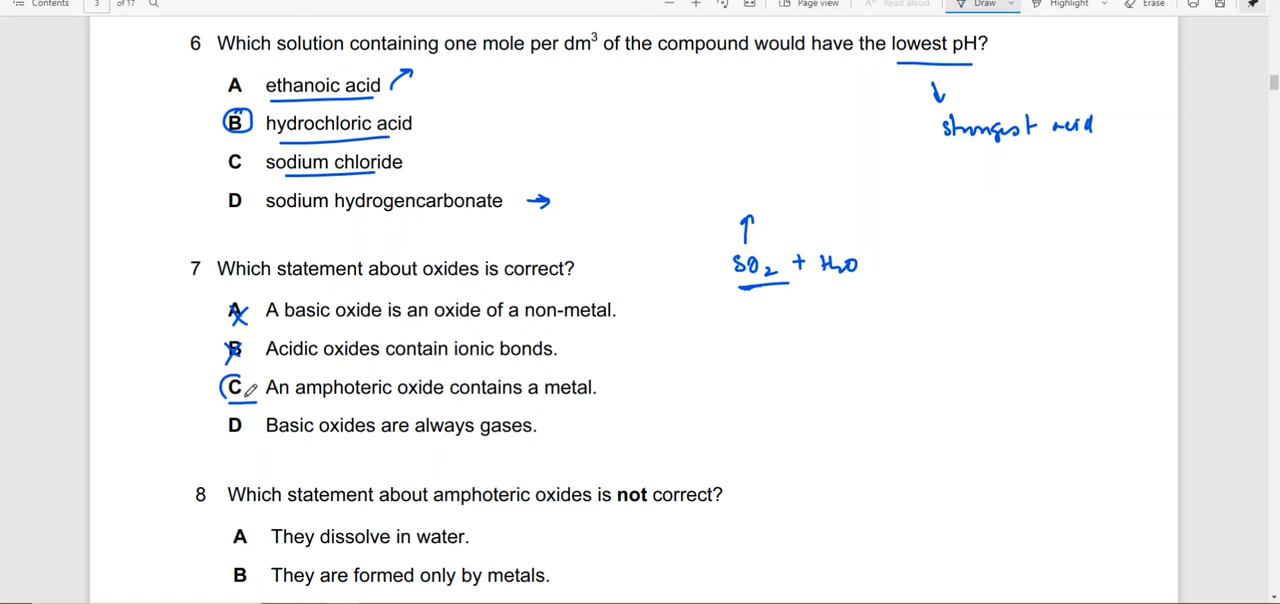 Contents
3
of 17
Page view
Read aloud
Draw
Highlight
Erase
6 Which solution containing one mole per dm³ of the compound would have the lowest pH?
A ethanoic acid
B hydrochloric acid
strongest acid
C sodium chloride
D sodium hydrogencarbonate
SO₂ + H₂O
7 Which statement about oxides is correct?
A A basic oxide is an oxide of a non-metal.
B Acidic oxides contain ionic bonds.
C An amphoteric oxide contains a metal.
D Basic oxides are always gases.
8 Which statement about amphoteric oxides is not correct?
A They dissolve in water.
B They are formed only by metals.